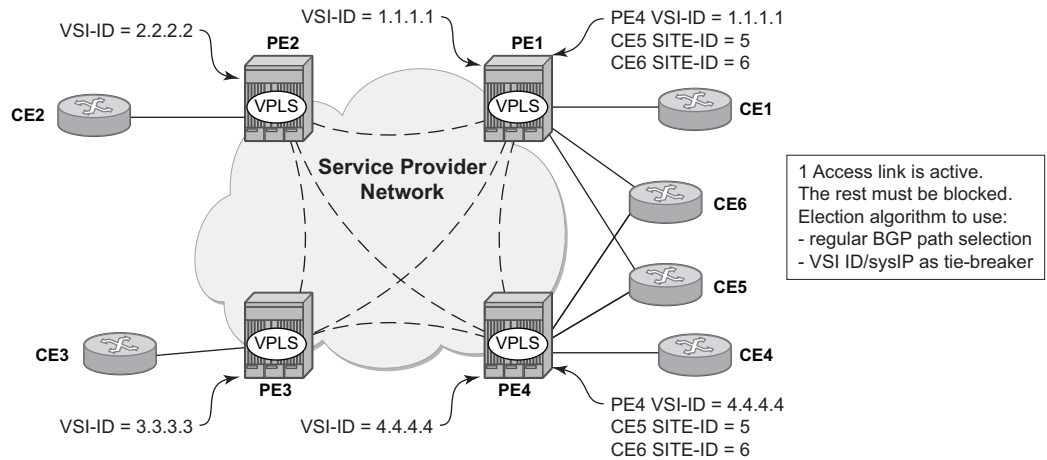 VSI-ID = 2.2.2.2
VSI-ID = 1.1.1.1
PE4 VSI-ID = 1.1.1.1
CE5 SITE-ID = 5
CE6 SITE-ID = 6
PE2
PE1
CE2
VPLS
VPLS
CE1
Service Provider
Network
1 Access link is active.
The rest must be blocked.
Election algorithm to use:
- regular BGP path selection
- VSI ID/sysIP as tie-breaker
CE6
CE5
CE3
VPLS
VPLS
CE4
PE3
PE4
VSI-ID = 3.3.3.3
VSI-ID = 4.4.4.4
PE4 VSI-ID = 4.4.4.4
CE5 SITE-ID = 5
CE6 SITE-ID = 6